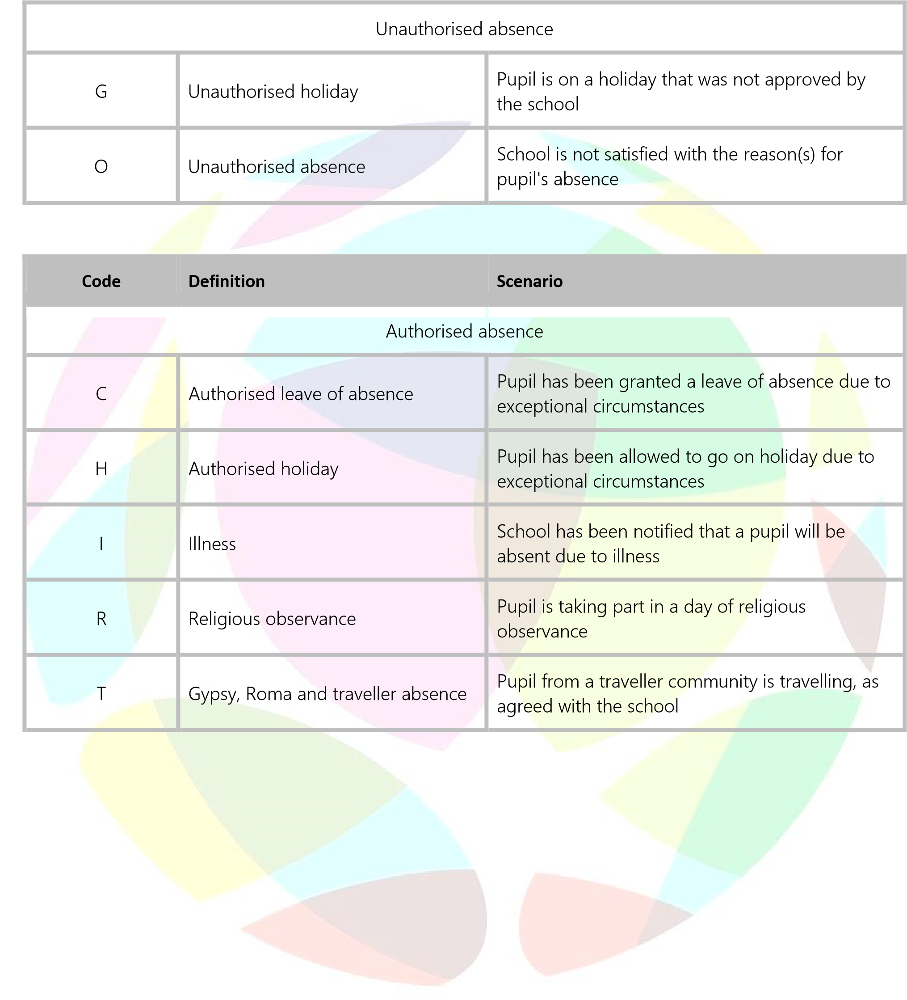 Unauthorised absence
G
Unauthorised holiday
Pupil is on a holiday that was not approved by
the school
O
Unauthorised absence
School is not satisfied with the reason(s) for
pupil's absence
Code
Definition
Scenario
Authorised absence
C
Authorised leave of absence
Pupil has been granted a leave of absence due to
exceptional circumstances
H
Authorised holiday
Pupil has been allowed to go on holiday due to
exceptional circumstances
I
Illness
School has been notified that a pupil will be
absent due to illness
R
Religious observance
Pupil is taking part in a day of religious
observance
T
Gypsy, Roma and traveller absence
Pupil from a traveller community is travelling, as
agreed with the school